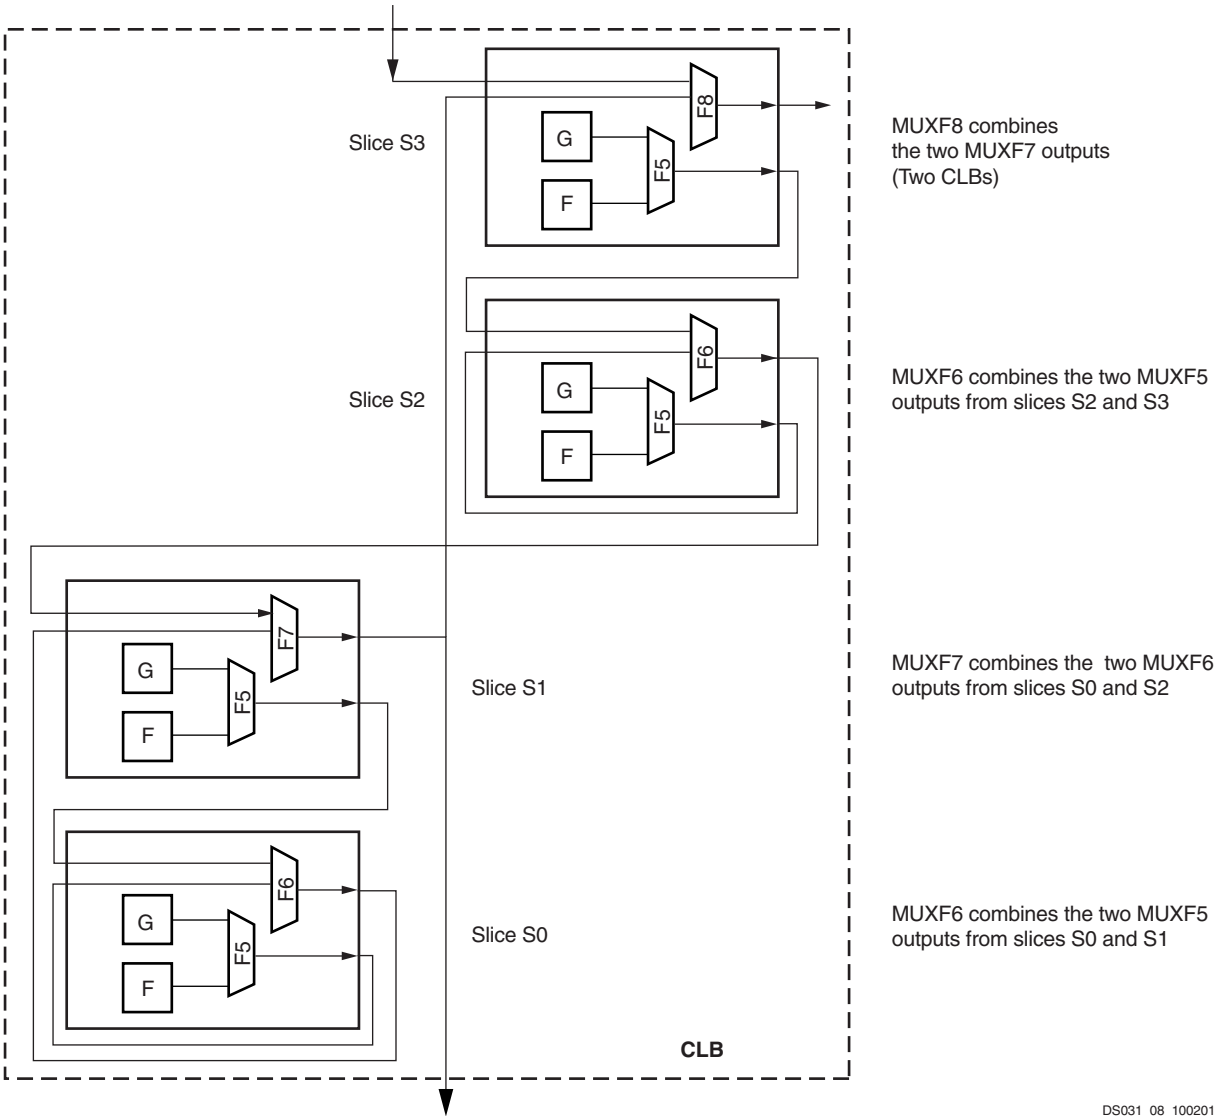 F8
Slice S3
G
F5
F
MUXF8 combines
the two MUXF7 outputs
(Two CLBs)
F6
Slice S2
G
F5
F
MUXF6 combines the two MUXF5
outputs from slices S2 and S3
F7
G
F5
F
Slice S1
MUXF7 combines the two MUXF6
outputs from slices S0 and S2
F6
G
F5
F
Slice S0
MUXF6 combines the two MUXF5
outputs from slices S0 and S1
CLB
DS031_08_100201